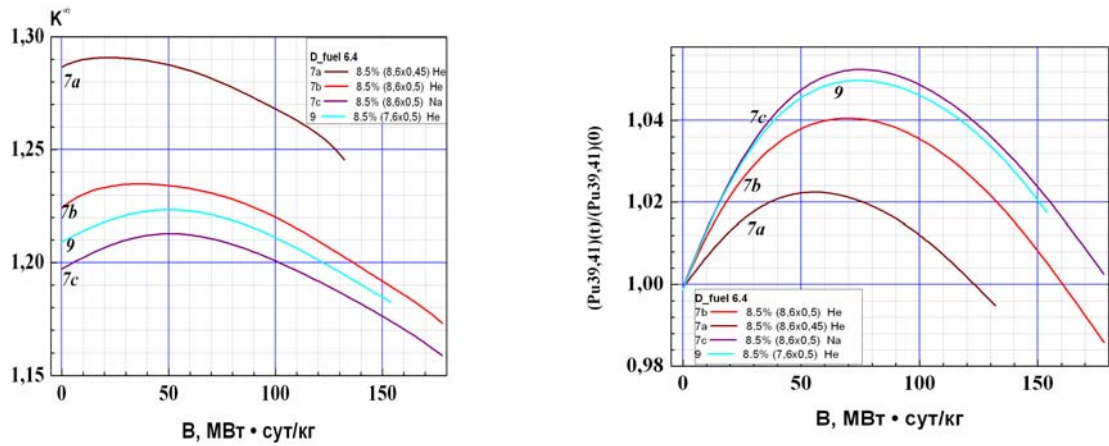 K∞
1,30
1,25
1,20
1,15
0
50
100
150
B, МВт • сут/кг
7a
7b
9
7c
D_fuel 6.4
7a 8.5% (8,6x0,45) He
7b 8.5% (8,6x0,5) He
7c 8.5% (8,6x0,5) Na
9 8.5% (7,6x0,5) He
(Pu39,41)(t)/(Pu39,41)(0)
1,04
1,02
1,00
0,98
0
50
100
150
B, МВт • сут/кг
7c
9
7b
7a
D_fuel 6.4
7b 8.5% (8,6x0,5) He
7a 8.5% (8,6x0,45) He
7c 8.5% (8,6x0,5) Na
9 8.5% (7,6x0,5) He